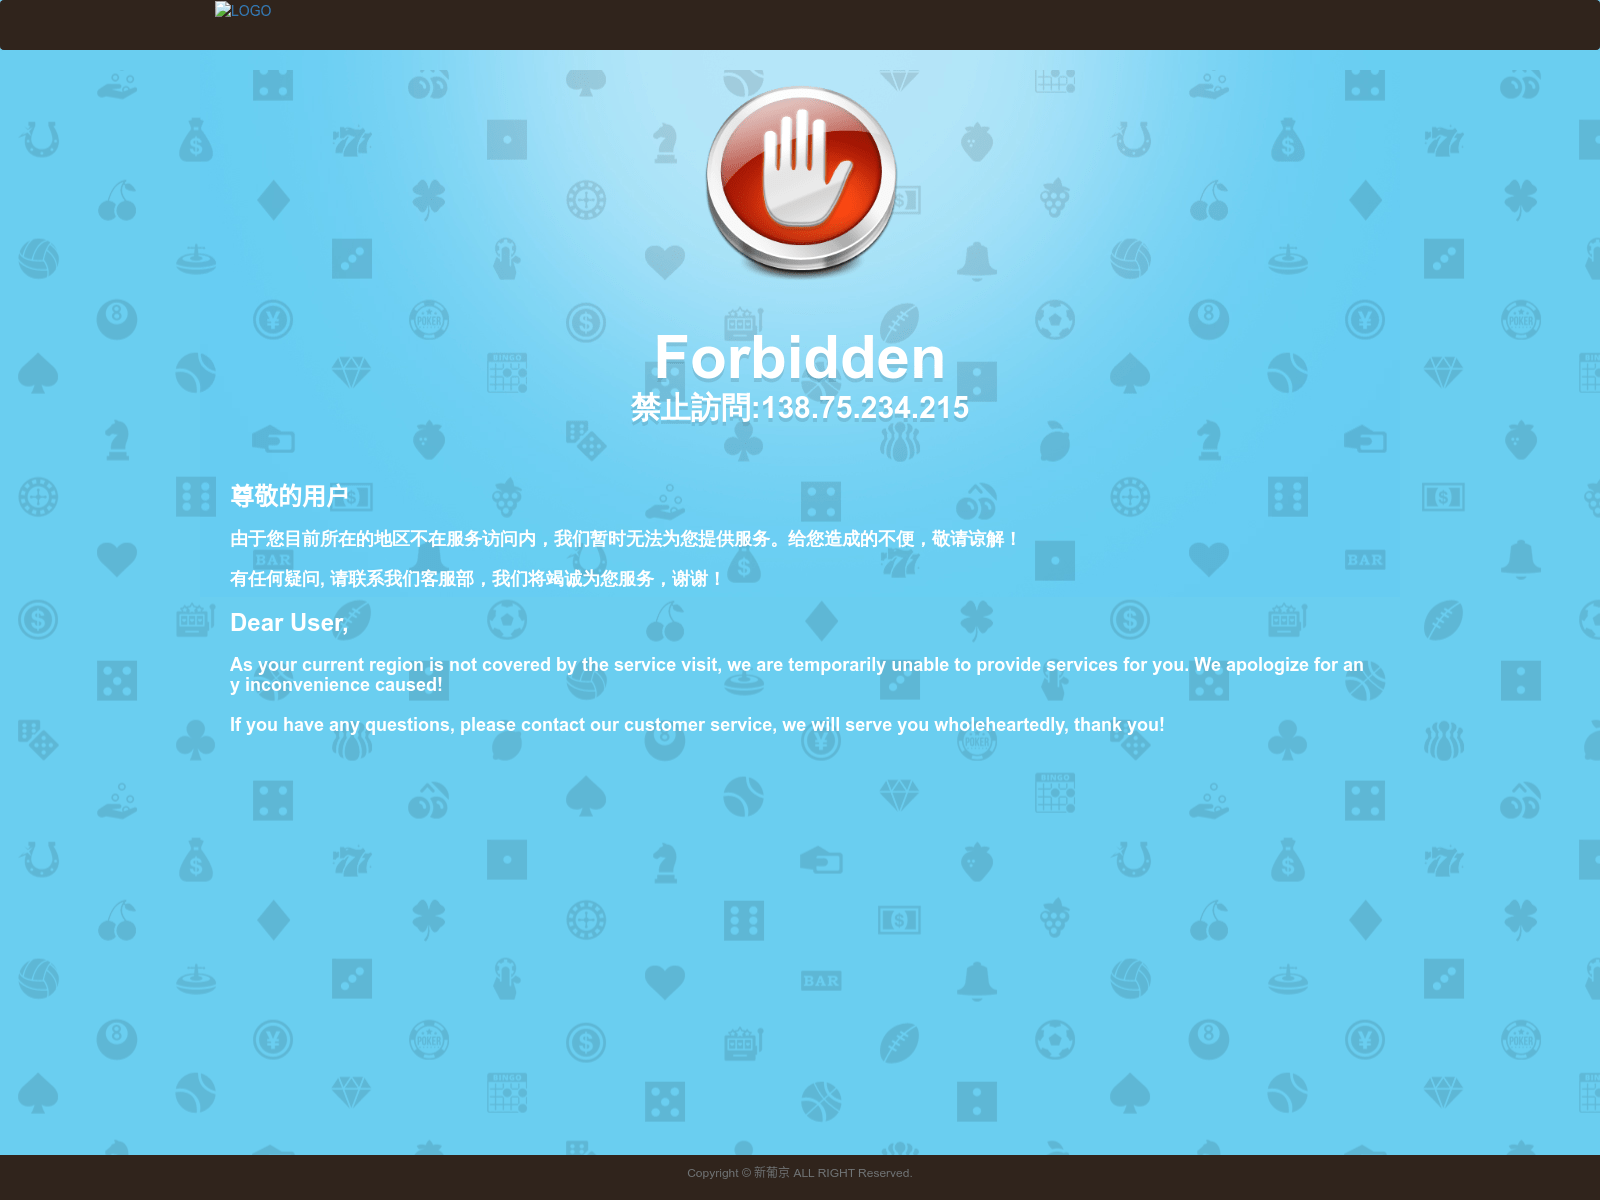 LOGO
Forbidden
禁止訪問:138.75.234.215
尊敬的用户
由于您目前所在的地区不在服务访问内，我们暂时无法为您提供服务。给您造成的不便，敬请谅解！
有任何疑问, 请联系我们客服部，我们将竭诚为您服务，谢谢！
Dear User,
As your current region is not covered by the service visit, we are temporarily unable to provide services for you. We apologize for an
y inconvenience caused!
If you have any questions, please contact our customer service, we will serve you wholeheartedly, thank you!
Copyright © 新葡京 ALL RIGHT Reserved.